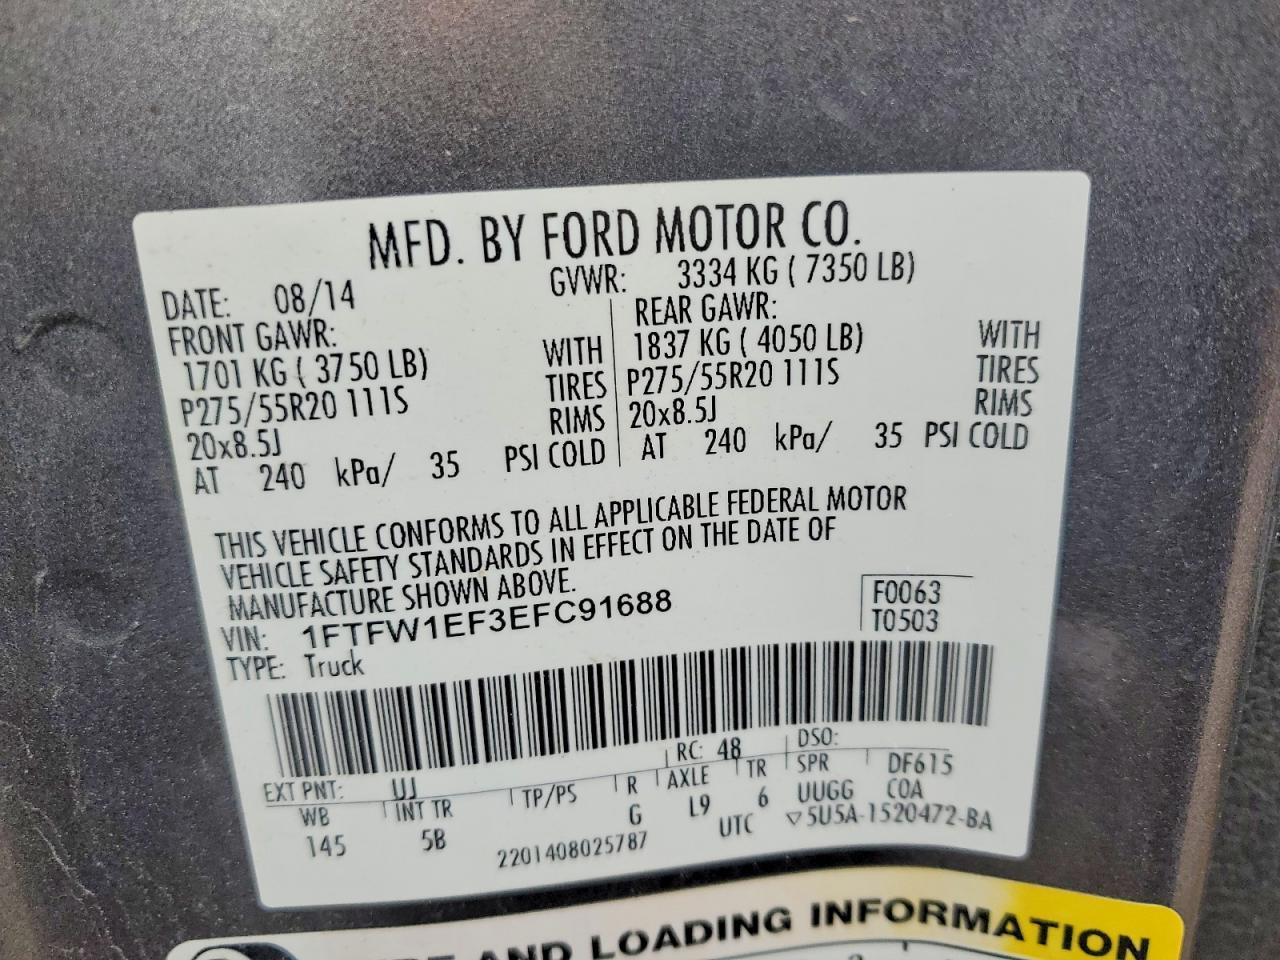 MFD. BY FORD MOTOR CO.
DATE: 08/14 GVWR: 3334 KG ( 7350 LB)
FRONT GAWR: REAR GAWR:
1701 KG ( 3750 LB) WITH 1837 KG ( 4050 LB) WITH
P275/55R20 111S TIRES P275/55R20 111S TIRES
20x8.5J RIMS 20x8.5J RIMS
AT 240 kPa/ 35 PSI COLD AT 240 kPa/ 35 PSI COLD
THIS VEHICLE CONFORMS TO ALL APPLICABLE FEDERAL MOTOR
VEHICLE SAFETY STANDARDS IN EFFECT ON THE DATE OF
MANUFACTURE SHOWN ABOVE.
VIN: 1FTFW1EF3EFC91688 F0063
TYPE: Truck T0503
EXT PNT: UJ RC: 48 DSO:
WB INT TR TP/PS R AXLE TR SPR DF615
145 5B G L9 6 UUGG COA
2201408025787 UTC ▽5U5A-1520472-BA
AND LOADING INFORMATION